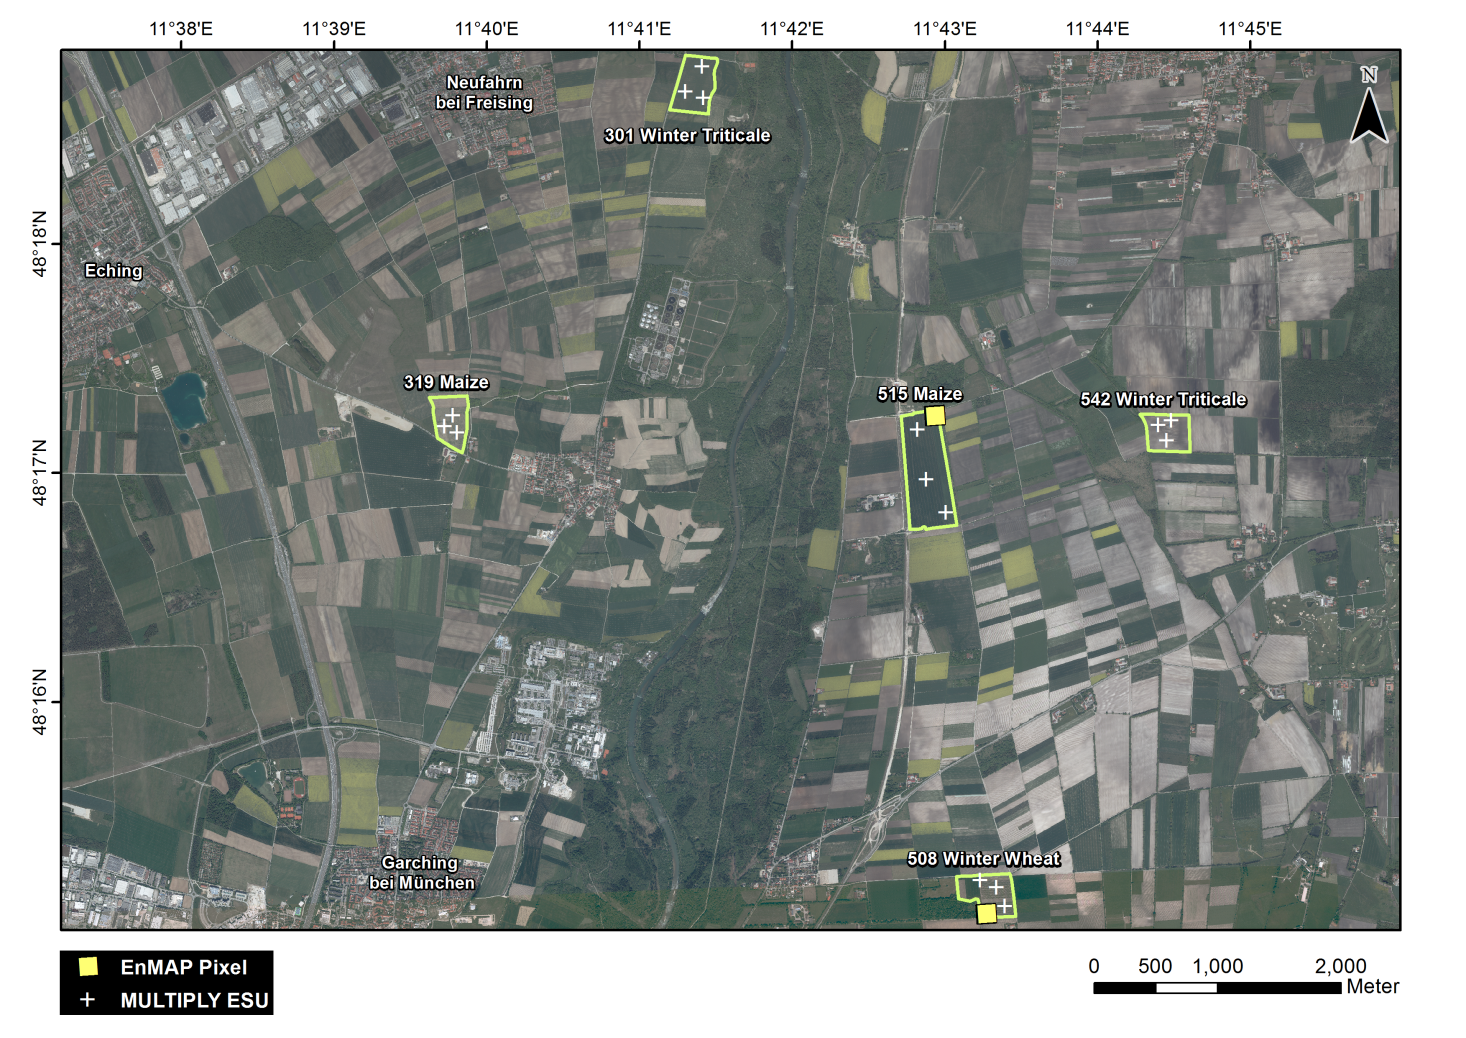 11°38'E 11°39'E 11°40'E 11°41'E 11°42'E 11°43'E 11°44'E 11°45'E
N
Neufahrn
bei Freising
301 Winter Triticale
48°18'N
Eching
319 Maize
515 Maize
542 Winter Triticale
48°17'N
48°16'N
508 Winter Wheat
Garching
bei München
EnMAP Pixel
MULTIPLY ESU
0 500 1,000 2,000
Meter